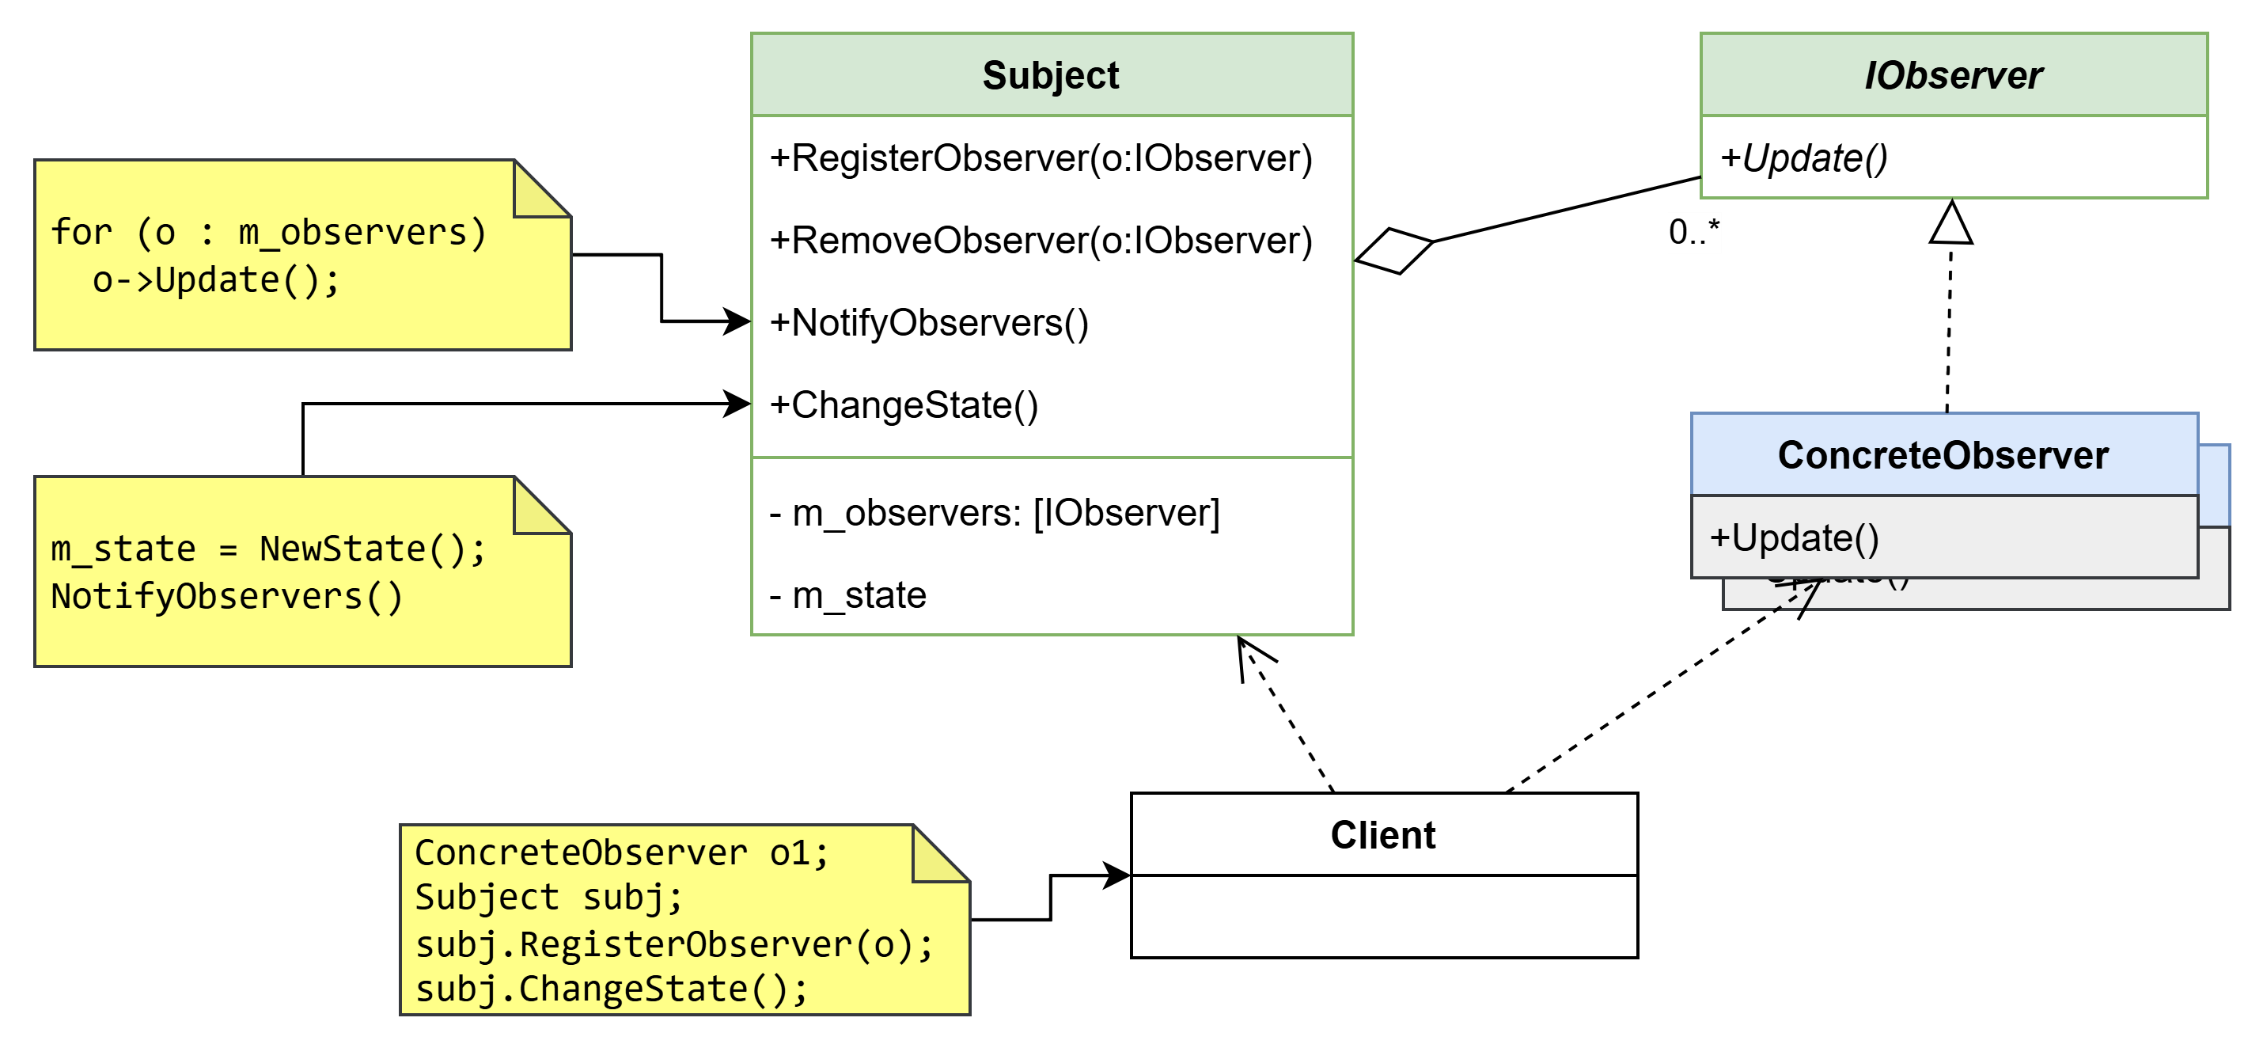 Subject
+RegisterObserver(o:IObserver)
+RemoveObserver(o:IObserver)
+NotifyObservers()
+ChangeState()
- m_observers: [IObserver]
- m_state
IObserver
+Update()
0..*
for (o : m_observers)
  o->Update();
m_state = NewState();
NotifyObservers()
ConcreteObserver
+Update()
Update()
Client
ConcreteObserver o1;
Subject subj;
subj.RegisterObserver(o);
subj.ChangeState();